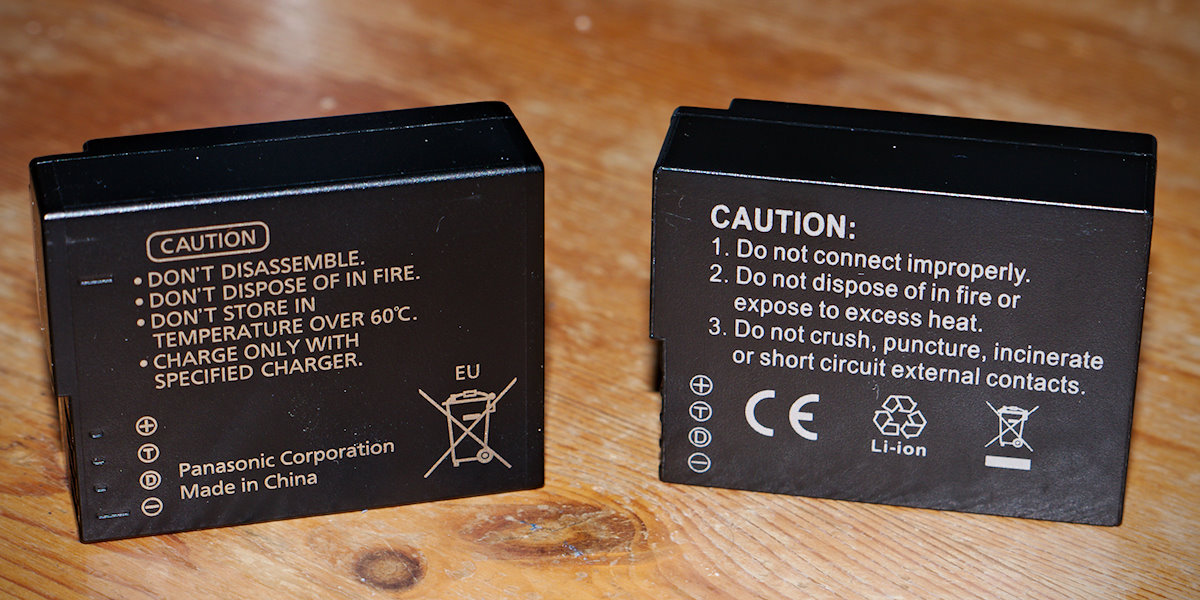 CAUTION
• DON'T DISASSEMBLE.
• DON'T DISPOSE OF IN FIRE.
• DON'T STORE IN
TEMPERATURE OVER 60℃.
• CHARGE ONLY WITH
SPECIFIED CHARGER.
EU
+
T
D
−
Panasonic Corporation
Made in China
CAUTION:
1. Do not connect improperly.
2. Do not dispose of in fire or
expose to excess heat.
3. Do not crush, puncture, incinerate
or short circuit external contacts.
+
T
D
−
CE
Li-ion